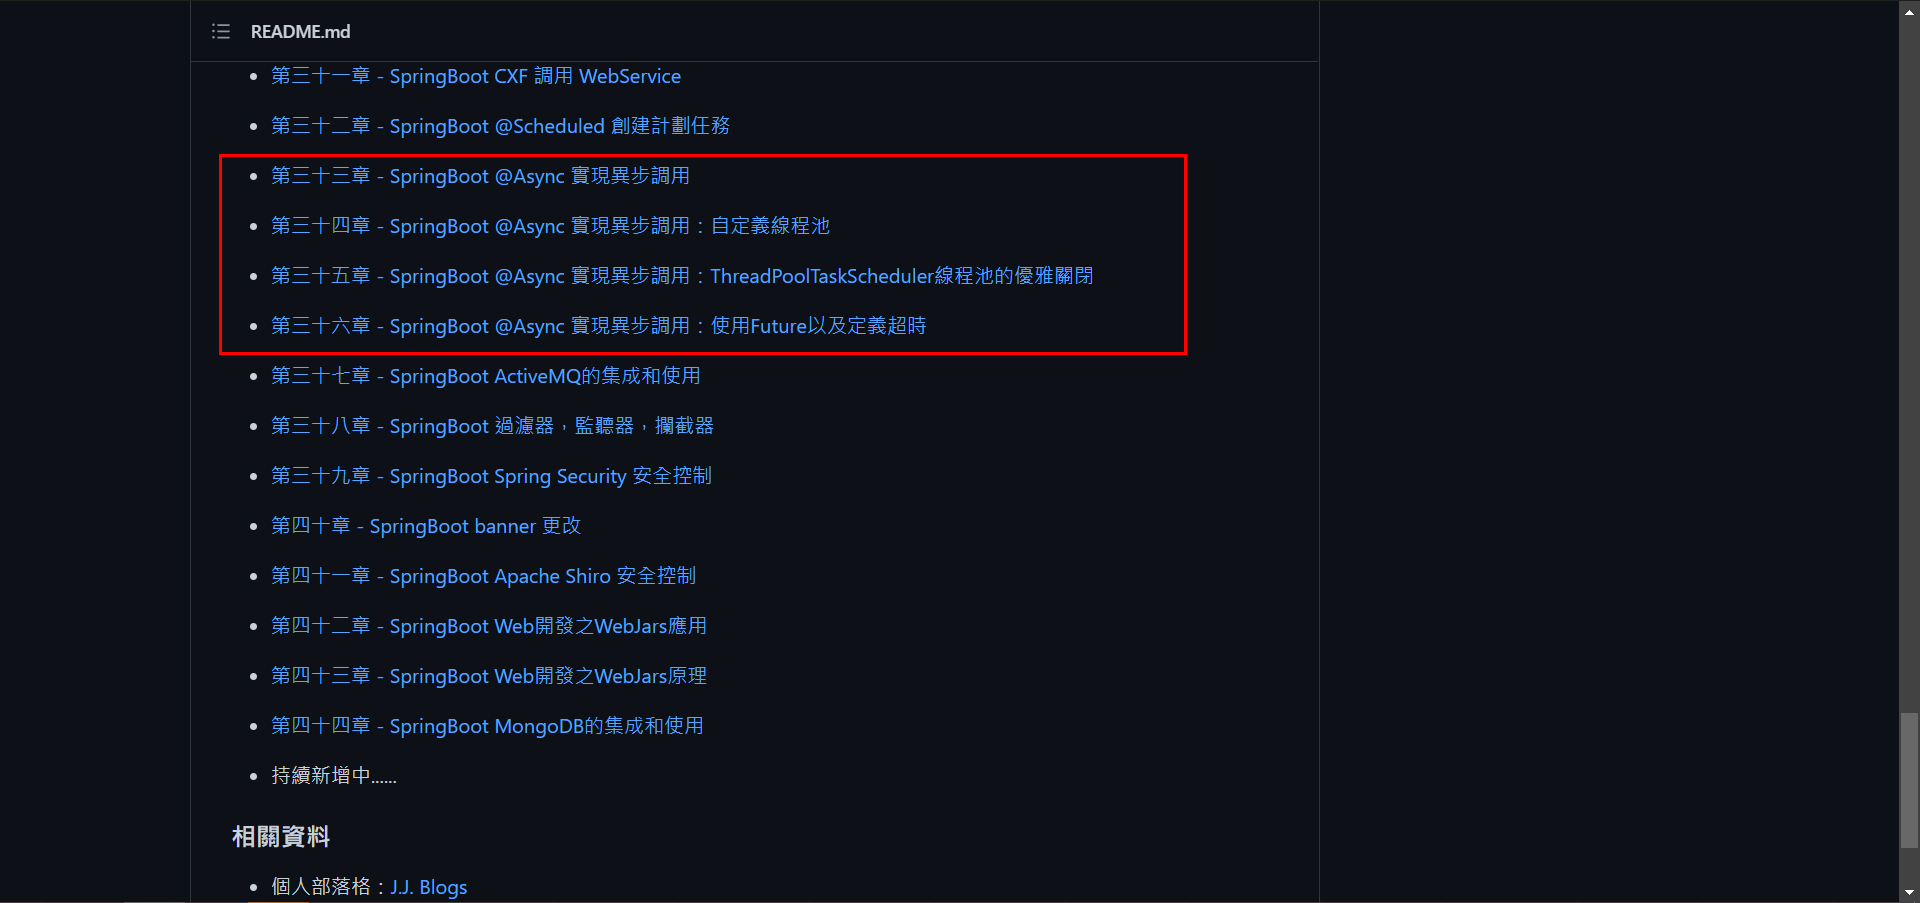 README.md
第三十一章 - SpringBoot CXF 調用 WebService
第三十二章 - SpringBoot @Scheduled 創建計劃任務
第三十三章 - SpringBoot @Async 實現異步調用
第三十四章 - SpringBoot @Async 實現異步調用：自定義線程池
第三十五章 - SpringBoot @Async 實現異步調用：ThreadPoolTaskScheduler線程池的優雅關閉
第三十六章 - SpringBoot @Async 實現異步調用：使用Future以及定義超時
第三十七章 - SpringBoot ActiveMQ的集成和使用
第三十八章 - SpringBoot 過濾器，監聽器，攔截器
第三十九章 - SpringBoot Spring Security 安全控制
第四十章 - SpringBoot banner 更改
第四十一章 - SpringBoot Apache Shiro 安全控制
第四十二章 - SpringBoot Web開發之WebJars應用
第四十三章 - SpringBoot Web開發之WebJars原理
第四十四章 - SpringBoot MongoDB的集成和使用
持續新增中......
相關資料
個人部落格：J.J. Blogs